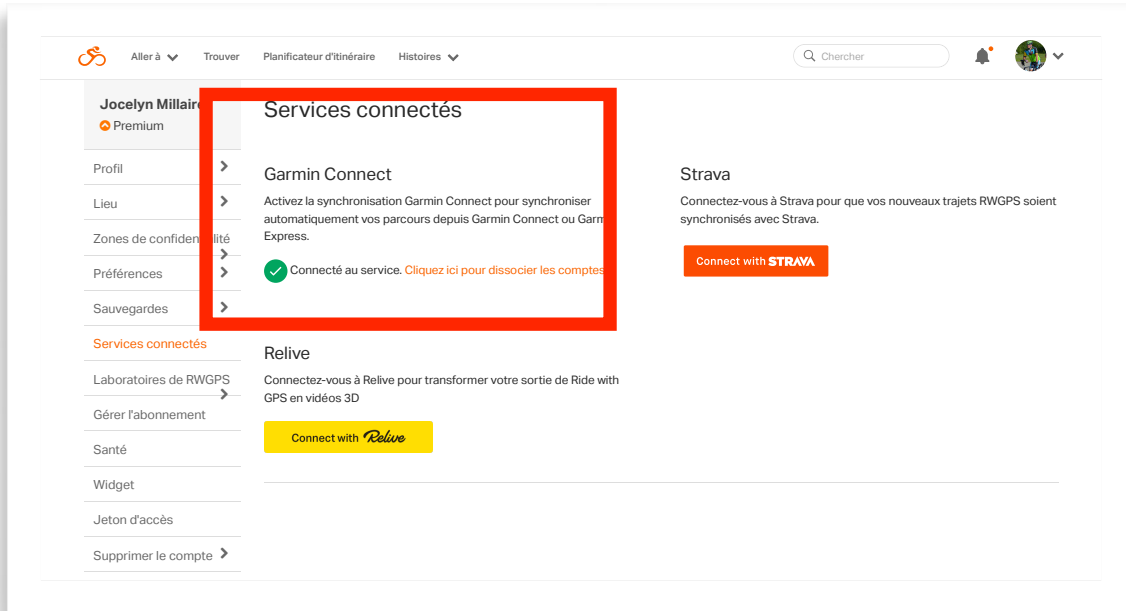 Aller à
Trouver
Planificateur d'itinéraire
Histoires
Chercher
Jocelyn Millaire
Premium
Profil
Lieu
Zones de confidentialité
Préférences
Sauvegardes
Services connectés
Laboratoires de RWGPS
Gérer l'abonnement
Santé
Widget
Jeton d'accès
Supprimer le compte
Services connectés
Garmin Connect
Activez la synchronisation Garmin Connect pour synchroniser
automatiquement vos parcours depuis Garmin Connect ou Garmin
Express.
Connecté au service. Cliquez ici pour dissocier les comptes
Strava
Connectez-vous à Strava pour que vos nouveaux trajets RWGPS soient
synchronisés avec Strava.
Connect with STRAVA
Relive
Connectez-vous à Relive pour transformer votre sortie de Ride with
GPS en vidéos 3D
Connect with Relive